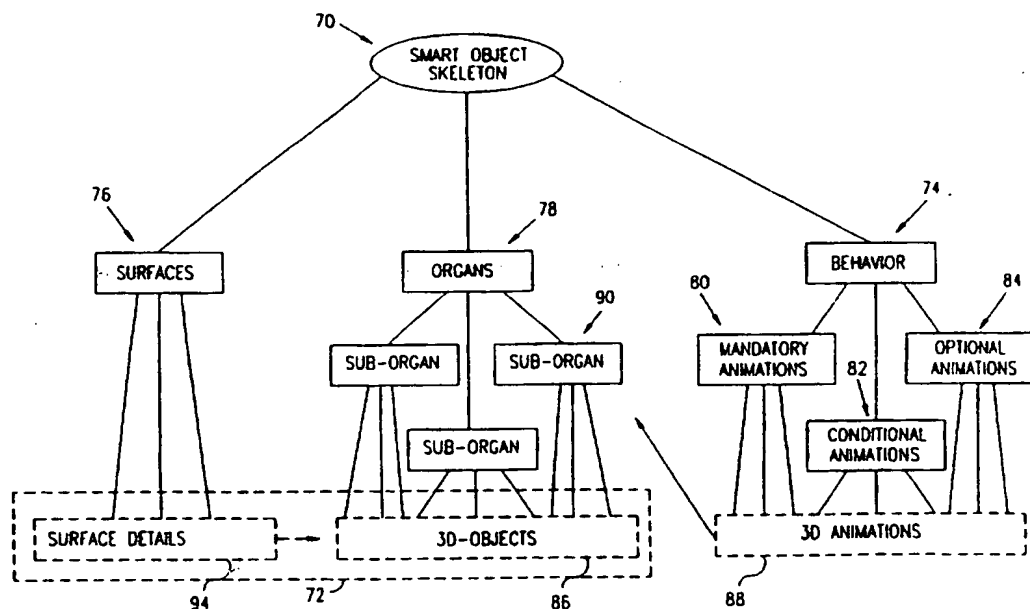 70
SMART OBJECT
SKELETON
76
78
74
SURFACES
ORGANS
BEHAVIOR
80
84
90
SUB-ORGAN
SUB-ORGAN
MANDATORY
ANIMATIONS
OPTIONAL
ANIMATIONS
82
SUB-ORGAN
CONDITIONAL
ANIMATIONS
SURFACE DETAILS
3D-OBJECTS
3D ANIMATIONS
94
72
86
88